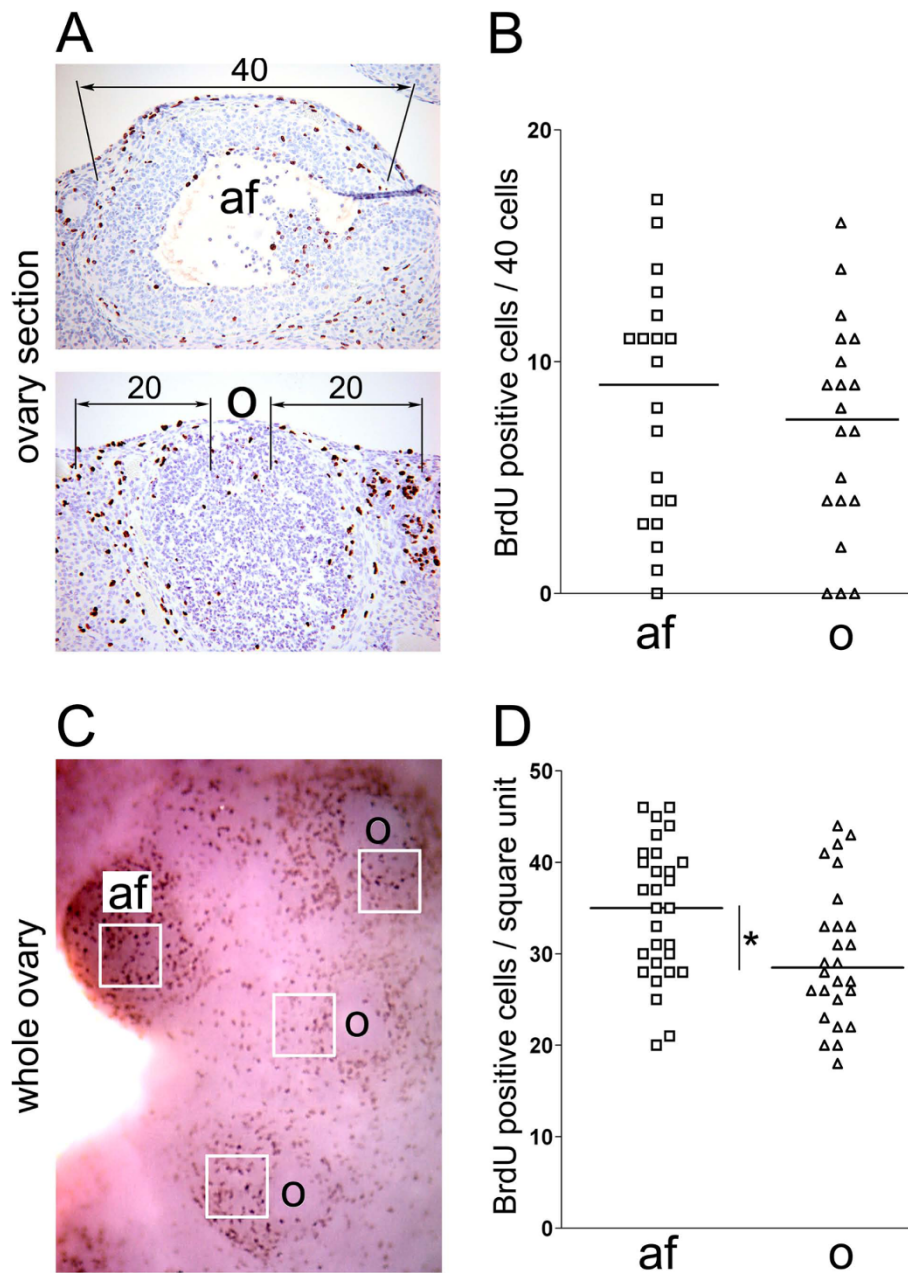 A
40
af
ovary section
20 O 20
B
BrdU positive cells / 40 cells
20
10
0
af o
C
whole ovary
af
o
o
o
D
BrdU positive cells / square unit
50
40
30
20
10
0
*
af o